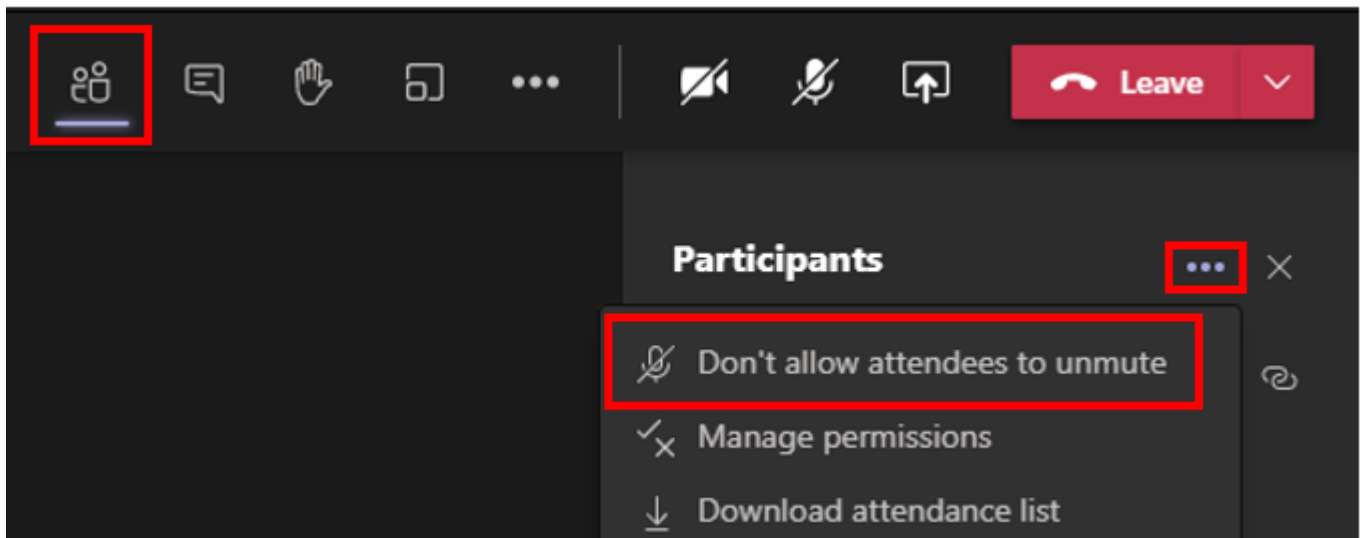 Leave
Participants
Don't allow attendees to unmute
Manage permissions
Download attendance list